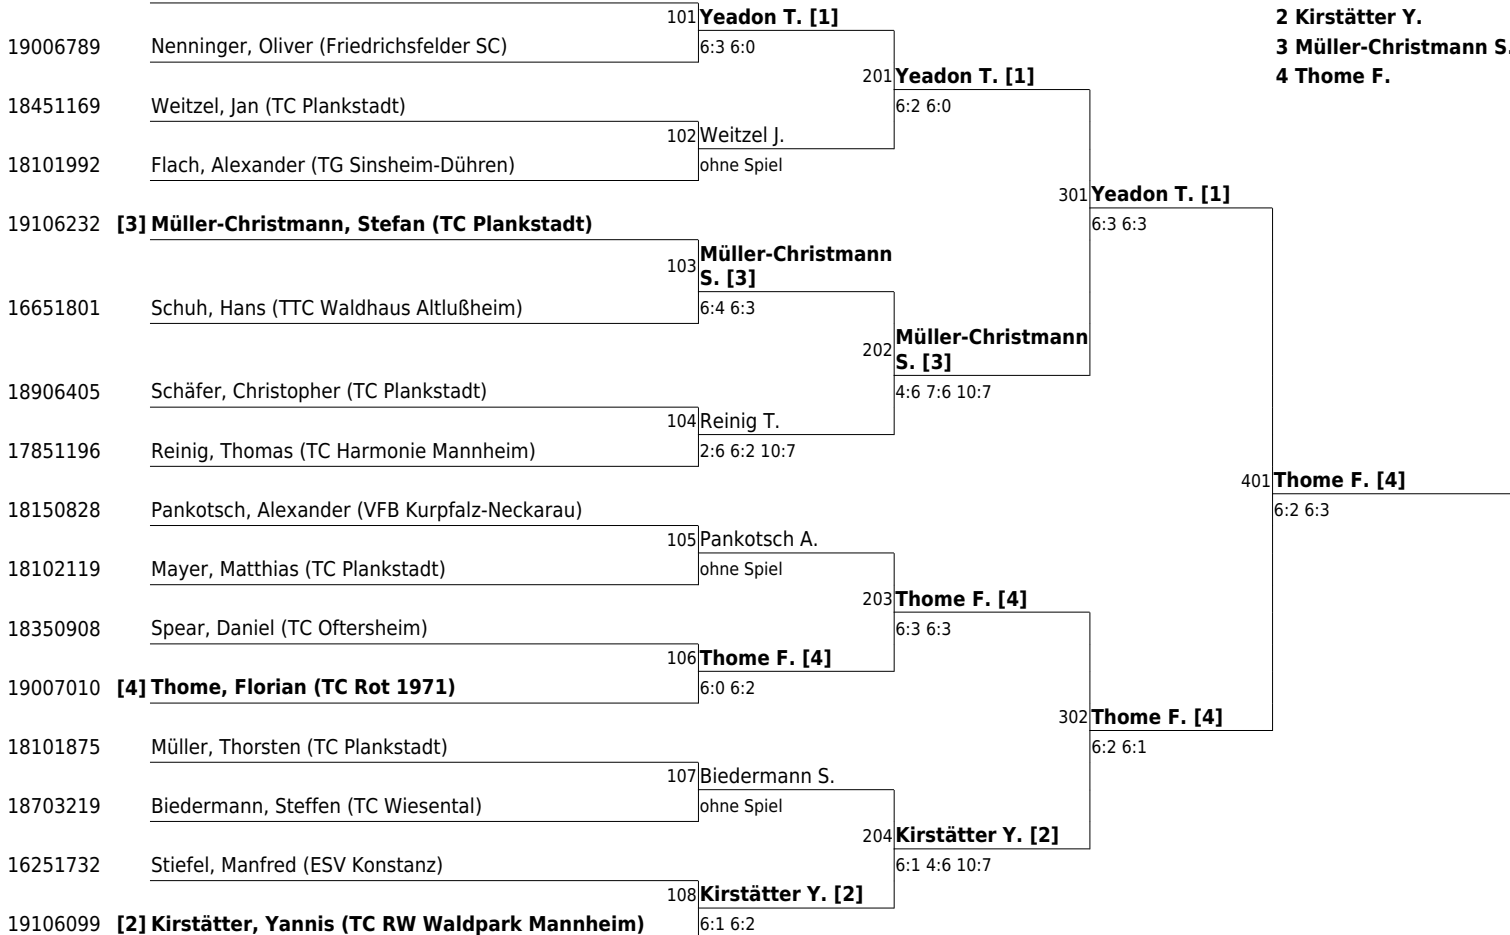 101 Yeadon T. [1]
2 Kirstätter Y.
19006789 Nenninger, Oliver (Friedrichsfelder SC)
6:3 6:0
3 Müller-Christmann S.
201 Yeadon T. [1]
4 Thome F.
18451169 Weitzel, Jan (TC Plankstadt)
6:2 6:0
102 Weitzel J.
18101992 Flach, Alexander (TG Sinsheim-Dühren)
ohne Spiel
301 Yeadon T. [1]
19106232 [3] Müller-Christmann, Stefan (TC Plankstadt)
6:3 6:3
103 Müller-Christmann
S. [3]
16651801 Schuh, Hans (TTC Waldhaus Altlußheim)
6:4 6:3
202 Müller-Christmann
S. [3]
18906405 Schäfer, Christopher (TC Plankstadt)
4:6 7:6 10:7
104 Reinig T.
17851196 Reinig, Thomas (TC Harmonie Mannheim)
2:6 6:2 10:7
401 Thome F. [4]
18150828 Pankotsch, Alexander (VFB Kurpfalz-Neckarau)
6:2 6:3
105 Pankotsch A.
18102119 Mayer, Matthias (TC Plankstadt)
ohne Spiel
203 Thome F. [4]
18350908 Spear, Daniel (TC Oftersheim)
6:3 6:3
106 Thome F. [4]
19007010 [4] Thome, Florian (TC Rot 1971)
6:0 6:2
302 Thome F. [4]
18101875 Müller, Thorsten (TC Plankstadt)
6:2 6:1
107 Biedermann S.
18703219 Biedermann, Steffen (TC Wiesental)
ohne Spiel
204 Kirstätter Y. [2]
16251732 Stiefel, Manfred (ESV Konstanz)
6:1 4:6 10:7
108 Kirstätter Y. [2]
19106099 [2] Kirstätter, Yannis (TC RW Waldpark Mannheim)
6:1 6:2